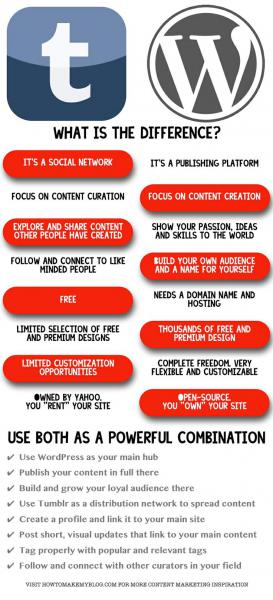 t
W
WHAT IS THE DIFFERENCE?
IT'S A SOCIAL NETWORK
IT'S A PUBLISHING PLATFORM
FOCUS ON CONTENT CURATION
FOCUS ON CONTENT CREATION
EXPLORE AND SHARE CONTENT
OTHER PEOPLE HAVE CREATED
SHOW YOUR PASSION, IDEAS
AND SKILLS TO THE WORLD
FOLLOW AND CONNECT TO LIKE
MINDED PEOPLE
BUILD YOUR OWN AUDIENCE
AND A NAME FOR YOURSELF
FREE
NEEDS A DOMAIN NAME AND
HOSTING
LIMITED SELECTION OF FREE
AND PREMIUM DESIGNS
THOUSANDS OF FREE AND
PREMIUM DESIGN
LIMITED CUSTOMIZATION
OPPORTUNITIES
COMPLETE FREEDOM. VERY
FLEXIBLE AND CUSTOMIZABLE
OWNED BY YAHOO.
YOU "RENT" YOUR SITE
OPEN-SOURCE.
YOU "OWN" YOUR SITE
USE BOTH AS A POWERFUL COMBINATION
✔ Use WordPress as your main hub
✔ Publish your content in full there
✔ Build and grow your loyal audience there
✔ Use Tumblr as a distribution network to spread content
✔ Create a profile and link it to your main site
✔ Post short, visual updates that link to your main content
✔ Tag properly with popular and relevant tags
✔ Follow and connect with other curators in your field
VISIT HOWTOMAKEMYBLOG.COM FOR MORE CONTENT MARKETING INSPIRATION